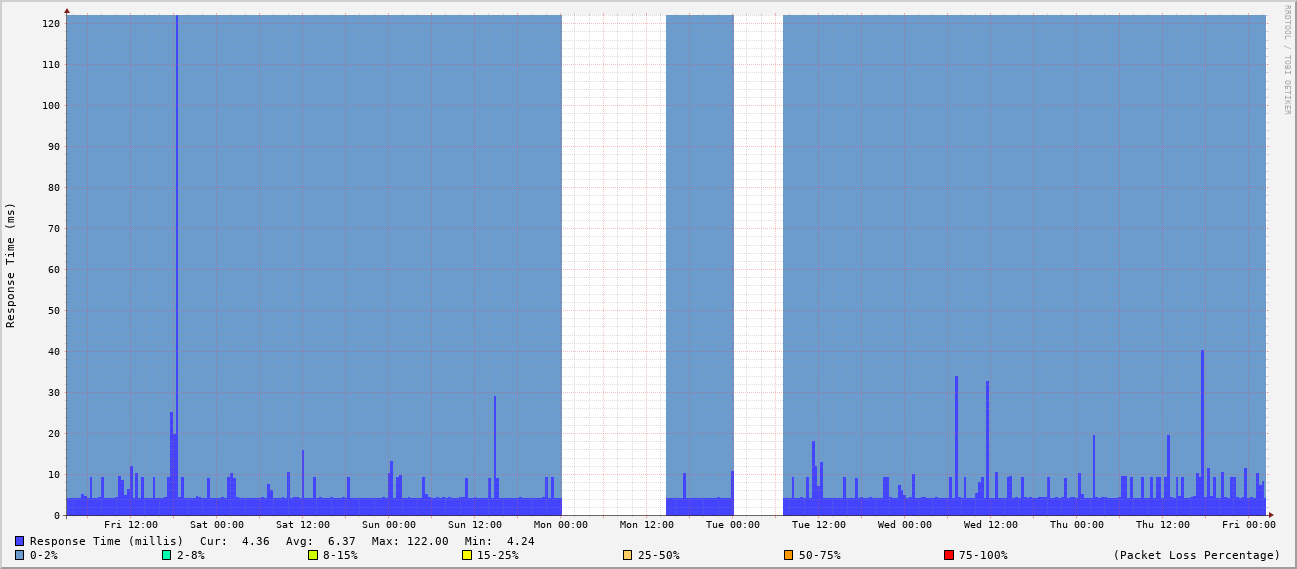 RRDTOOL / TOBI OETIKER
Response Time (ms)
120
110
100
90
80
70
60
50
40
30
20
10
0
Fri 12:00 Sat 00:00 Sat 12:00 Sun 00:00 Sun 12:00 Mon 00:00 Mon 12:00 Tue 00:00 Tue 12:00 Wed 00:00 Wed 12:00 Thu 00:00 Thu 12:00 Fri 00:00
Response Time (millis) Cur: 4.36 Avg: 6.37 Max: 122.00 Min: 4.24
0-2% 2-8% 8-15% 15-25% 25-50% 50-75% 75-100% (Packet Loss Percentage)